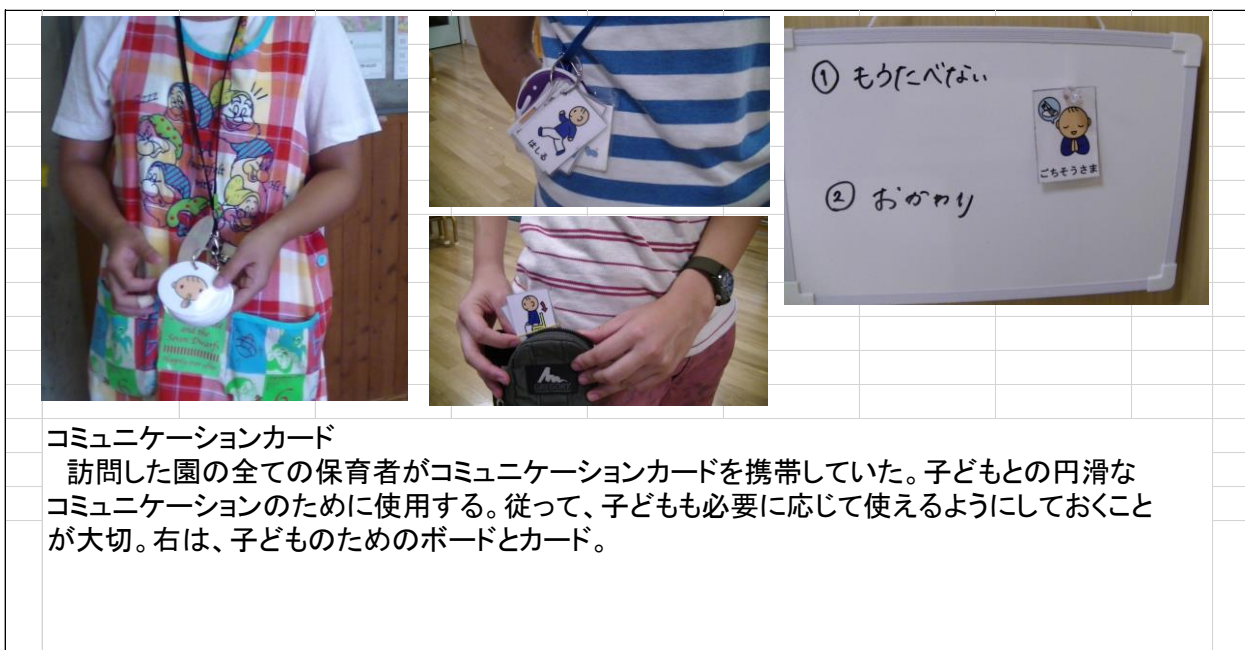 and the
Seven Dwarfs
はしる
GREGORY
① もうたべない
ごちそうさま
② おかわり
コミュニケーションカード
訪問した園の全ての保育者がコミュニケーションカードを携帯していた。子どもとの円滑な
コミュニケーションのために使用する。従って、子どもも必要に応じて使えるようにしておくこと
が大切。右は、子どものためのボードとカード。